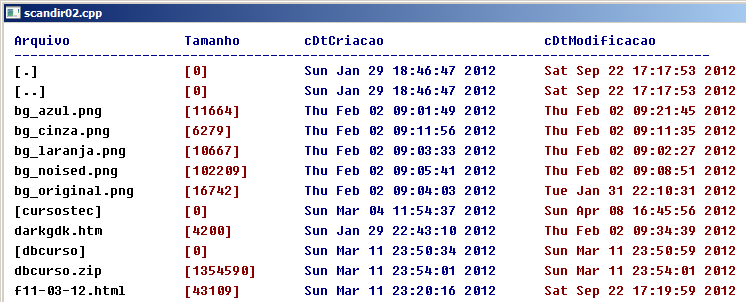 scandir02.cpp
Arquivo Tamanho cDtCriacao cDtModificacao
[.] [0] Sun Jan 29 18:46:47 2012 Sat Sep 22 17:17:53 2012
[..] [0] Sun Jan 29 18:46:47 2012 Sat Sep 22 17:17:53 2012
bg_azul.png [11664] Thu Feb 02 09:01:49 2012 Thu Feb 02 09:21:45 2012
bg_cinza.png [6279] Thu Feb 02 09:11:56 2012 Thu Feb 02 09:11:35 2012
bg_laranja.png [10667] Thu Feb 02 09:03:33 2012 Thu Feb 02 09:02:27 2012
bg_noised.png [102209] Thu Feb 02 09:05:41 2012 Thu Feb 02 09:08:51 2012
bg_original.png [16742] Thu Feb 02 09:04:03 2012 Tue Jan 31 22:10:31 2012
[cursostec] [0] Sun Mar 04 11:54:37 2012 Sun Apr 08 16:45:56 2012
darkgdk.htm [4200] Sun Jan 29 22:43:10 2012 Thu Feb 02 09:34:39 2012
[dbcurso] [0] Sun Mar 11 23:50:34 2012 Sun Mar 11 23:50:59 2012
dbcurso.zip [1354590] Sun Mar 11 23:54:01 2012 Sun Mar 11 23:54:01 2012
f11-03-12.html [43109] Sun Mar 11 23:20:16 2012 Sat Sep 22 17:19:59 2012